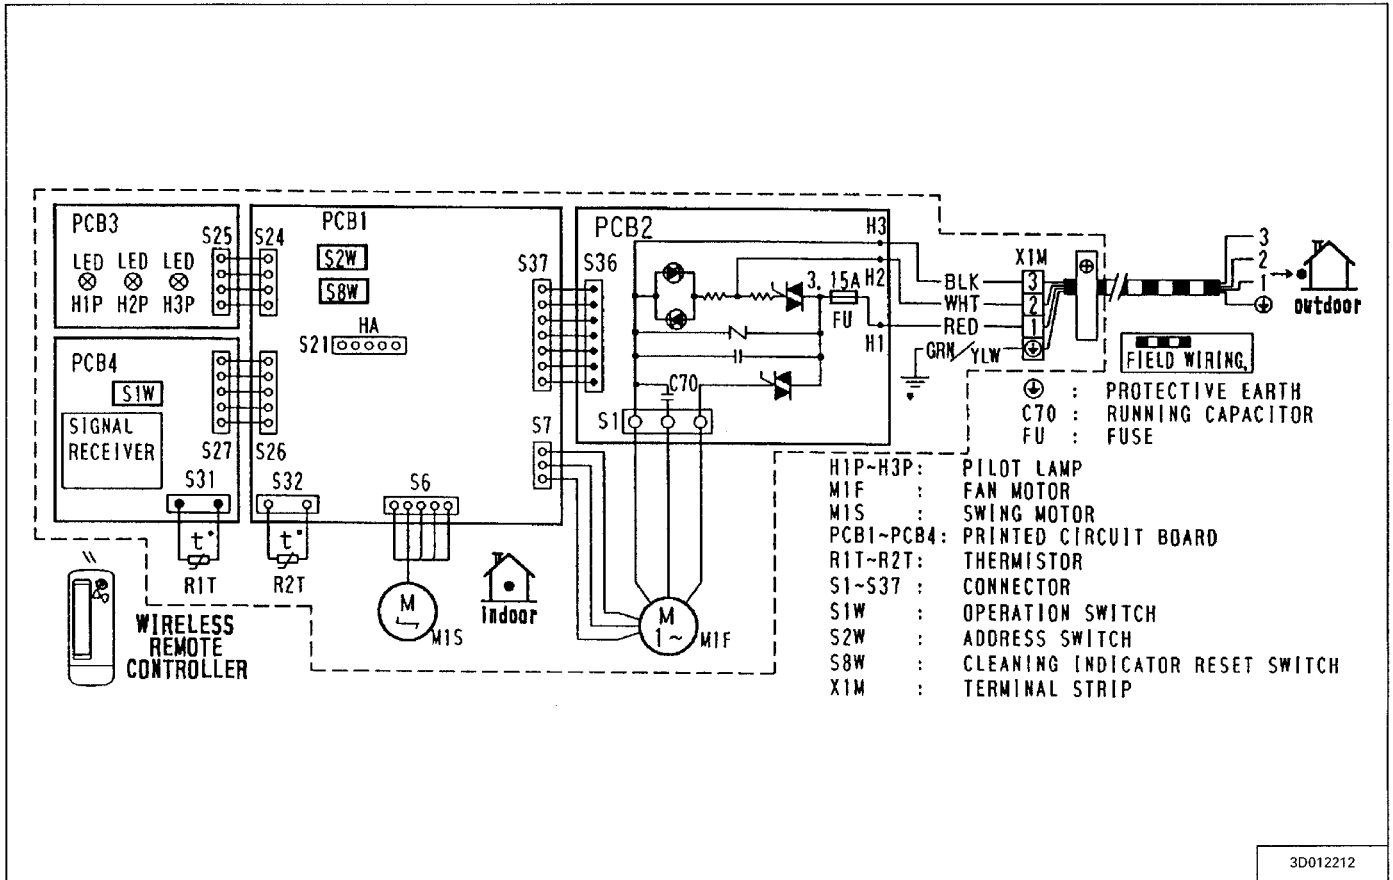 PCB3
LED LED LED
H1P H2P H3P
S25
S24
PCB1
S2W
S8W
HA
S21
S37
S36
PCB2
H3
H2
3. 15A
FU
H1
C70
S1
X1M
BLK 3
WHT 2
RED 1
GRN/YLW
3
2
1
outdoor
FIELD WIRING.
PCB4
S1W
SIGNAL
RECEIVER
S27
S26
S31
S32
S6
S7
t°
R1T
t°
R2T
M
M1S
indoor
M
1~
M1F
WIRELESS
REMOTE
CONTROLLER
: PROTECTIVE EARTH
C70 : RUNNING CAPACITOR
FU : FUSE
H1P~H3P: PILOT LAMP
M1F : FAN MOTOR
M1S : SWING MOTOR
PCB1~PCB4: PRINTED CIRCUIT BOARD
R1T~R2T: THERMISTOR
S1~S37 : CONNECTOR
S1W : OPERATION SWITCH
S2W : ADDRESS SWITCH
S8W : CLEANING INDICATOR RESET SWITCH
X1M : TERMINAL STRIP
3D012212